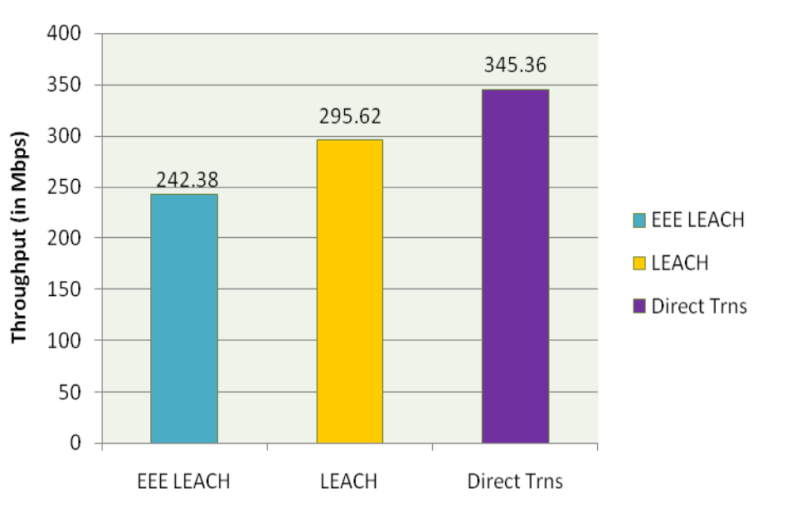 Throughput (in Mbps)
400
350
300
250
200
150
100
50
0
242.38
295.62
345.36
EEE LEACH
LEACH
Direct Trns
EEE LEACH
LEACH
Direct Trns